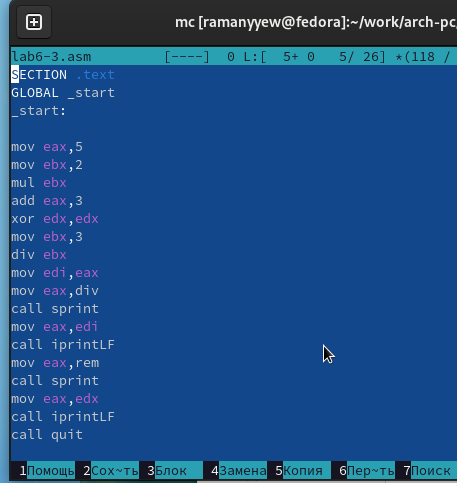 mc [ramanyyew@fedora]:~/work/arch-pc
lab6-3.asm [----] 0 L:[ 5+ 0 5/ 26] *(118 /
SECTION .text
GLOBAL _start
_start:
mov eax,5
mov ebx,2
mul ebx
add eax,3
xor edx,edx
mov ebx,3
div ebx
mov edi,eax
mov eax,div
call sprint
mov eax,edi
call iprintLF
mov eax,rem
call sprint
mov eax,edx
call iprintLF
call quit
1Помощь 2Сох~ть 3Блок 4Замена 5Копия 6Пер~ть 7Поиск